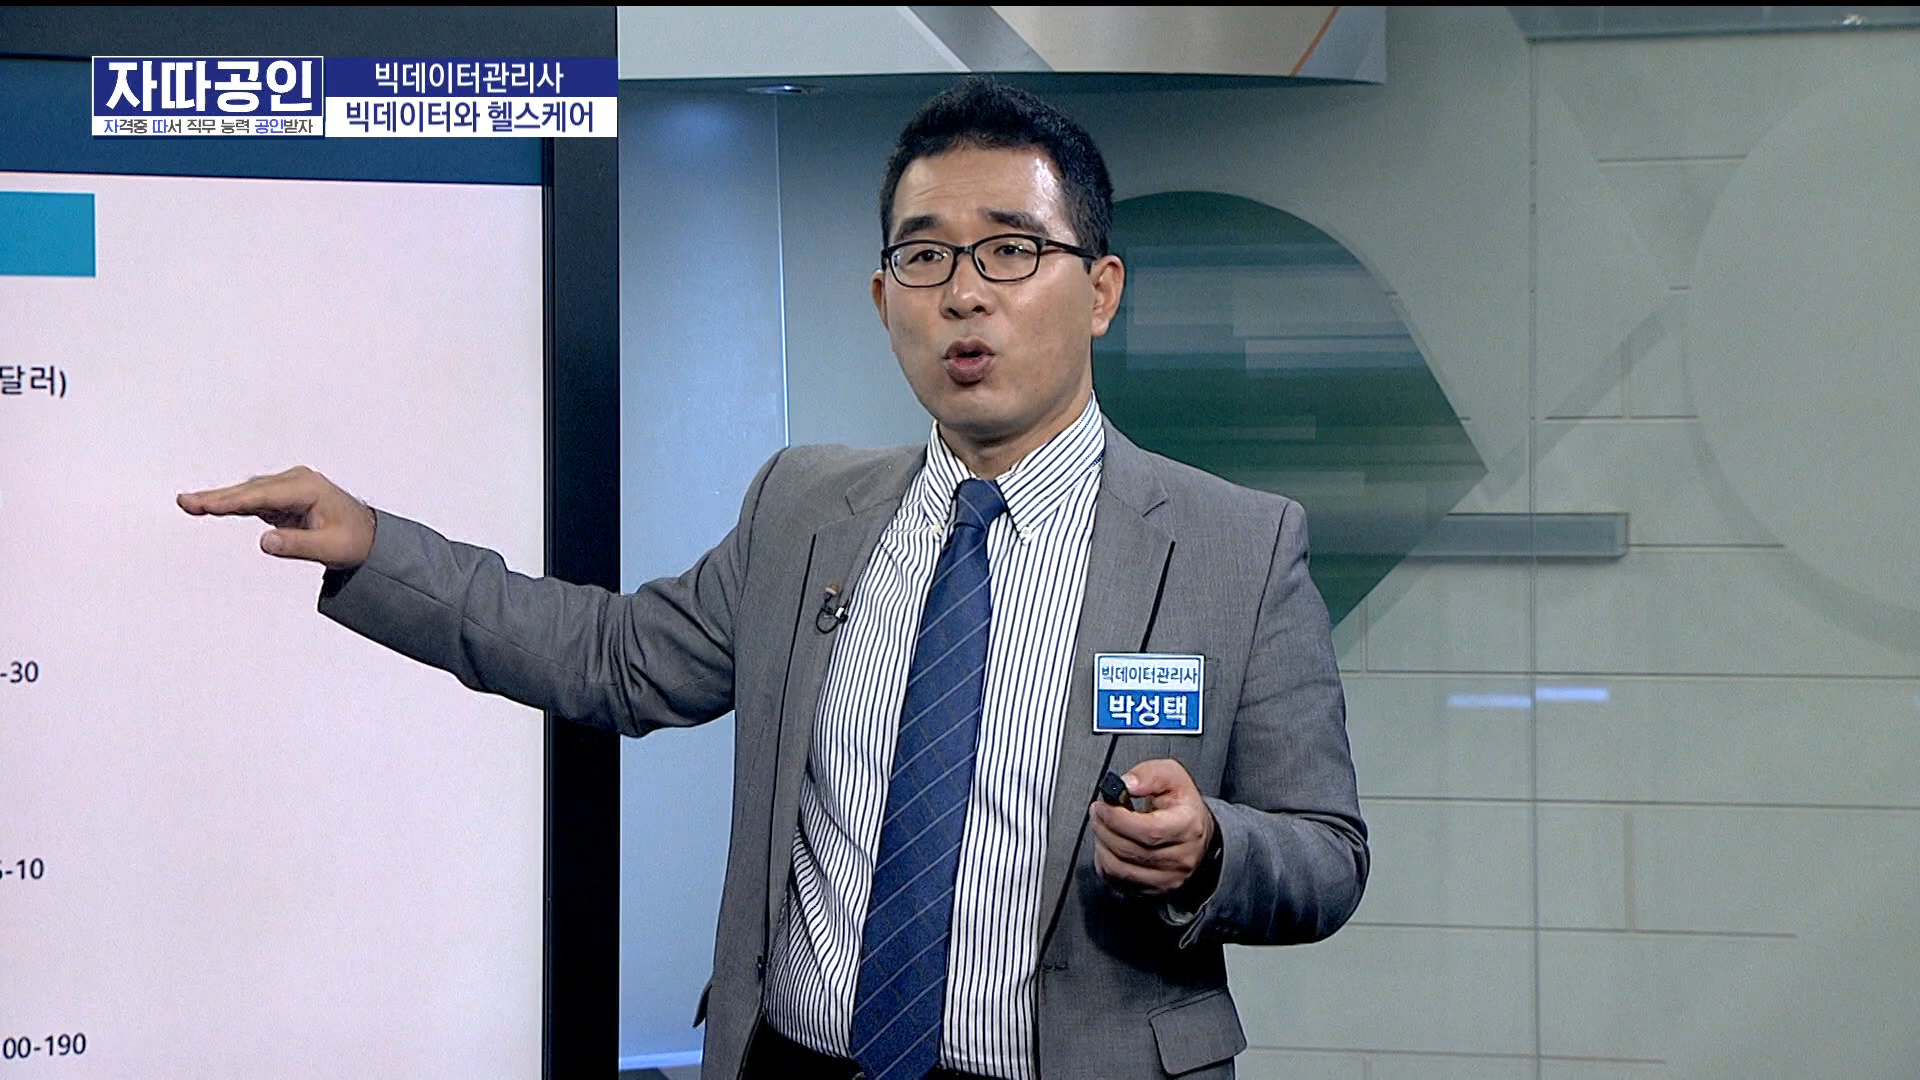 자따공인
자격증 따서 직무 능력 공인받자
빅데이터관리사
빅데이터와 헬스케어
달러)
-30
-10
00-190
빅데이터관리사
박성택